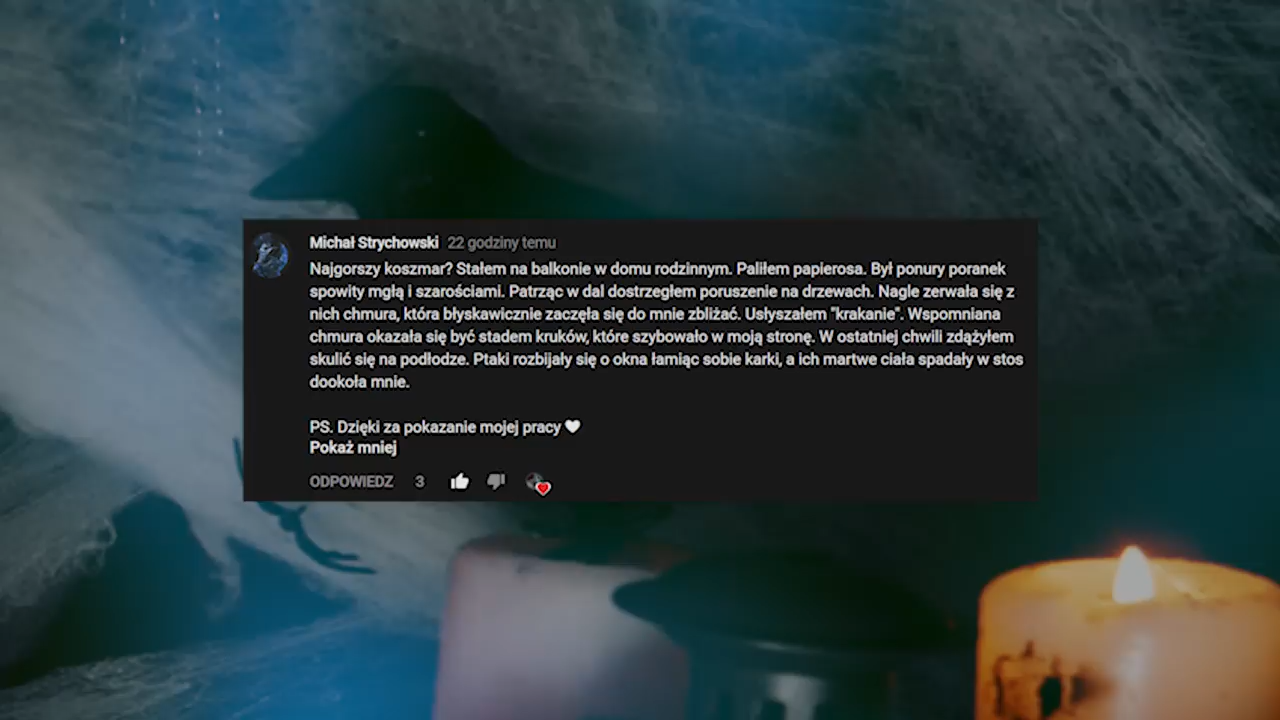 Michał Strychowski 22 godziny temu
Najgorszy koszmar? Stałem na balkonie w domu rodzinnym. Paliłem papierosa. Był ponury poranek
spowity mgłą i szarościami. Patrząc w dal dostrzegłem poruszenie na drzewach. Nagle zerwała się z
nich chmura, która błyskawicznie zaczęła się do mnie zbliżać. Usłyszałem "krakanie". Wspomniana
chmura okazała się być stadem kruków, które szybowało w moją stronę. W ostatniej chwili zdążyłem
skulić się na podłodze. Ptaki rozbijały się o okna łamiąc sobie karki, a ich martwe ciała spadały w stos
dookoła mnie.
PS. Dzięki za pokazanie mojej pracy 🤍
Pokaż mniej
ODPOWIEDZ 3